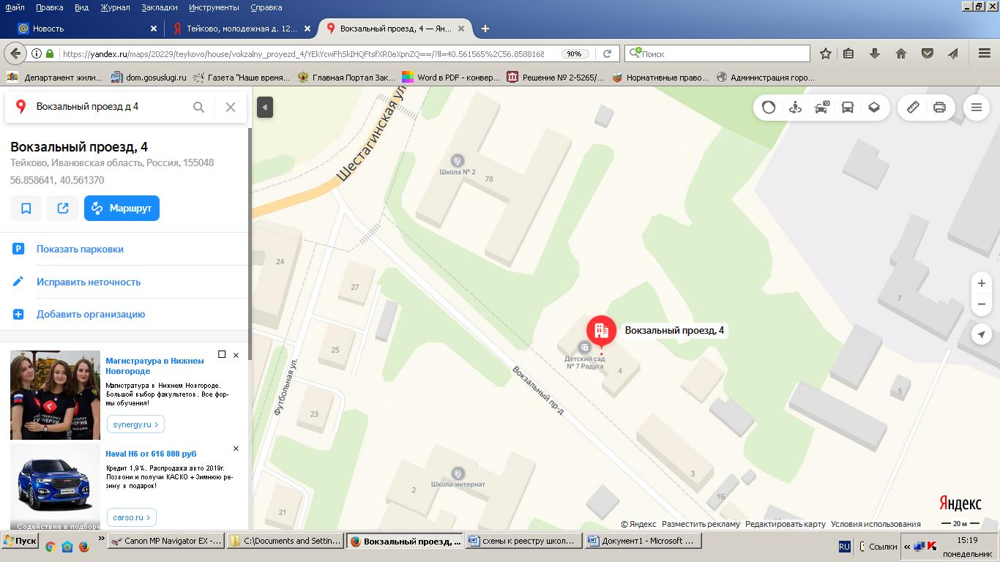 Файл Правка Вид Журнал Закладки Инструменты Справка
Новость
Тейково, молодежная д. 12...
Вокзальный проезд, 4 — Ян...
https://yandex.ru/maps/20229/teykovo/house/vokzalny_proyezd_4/YEkYcwFhSkIHQFtsfXR0eXpnZQ==/?ll=40.561565%2C56.8588168
90%
Поиск
Департамент жили...
dom.gosuslugi.ru
Газета "Наше время...
Главная Портал Зак...
Word в PDF - конвер...
Решение № 2-5265/...
Нормативные право...
Администрация горо...
Вокзальный проезд д 4
Вокзальный проезд, 4
Тейково, Ивановская область, Россия, 155048
56.858641, 40.561370
Маршрут
Показать парковки
Исправить неточность
Добавить организацию
Магистратура в Нижнем
Новгороде
Магистратура в Нижнем Новгороде.
Большой выбор факультетов. Все фор-
мы обучения!
synergy.ru >
Haval H6 от 616 800 руб
Кредит 1,9%. Распродажа авто 2019г.
Позвони и получи КАСКО + Зимнюю ре-
зину в подарок!
carso.ru >
Содействие в подборе
Шестагинская ул.
Школа № 2
78
24
27
25
23
21
Футбольная ул.
Вокзальный пр-д
Вокзальный проезд, 4
Детский сад
№ 7 Радуга
4
7
5
3
16
2
Школа-интернат
Яндекс
© Яндекс Разместить рекламу Редактировать карту Условия использования
20 м
Пуск
Canon MP Navigator EX -...
C:\Documents and Settin...
Вокзальный проезд, ...
схемы к реестру школ...
Документ1 - Microsoft ...
RU
Ссылки
15:19
понедельник